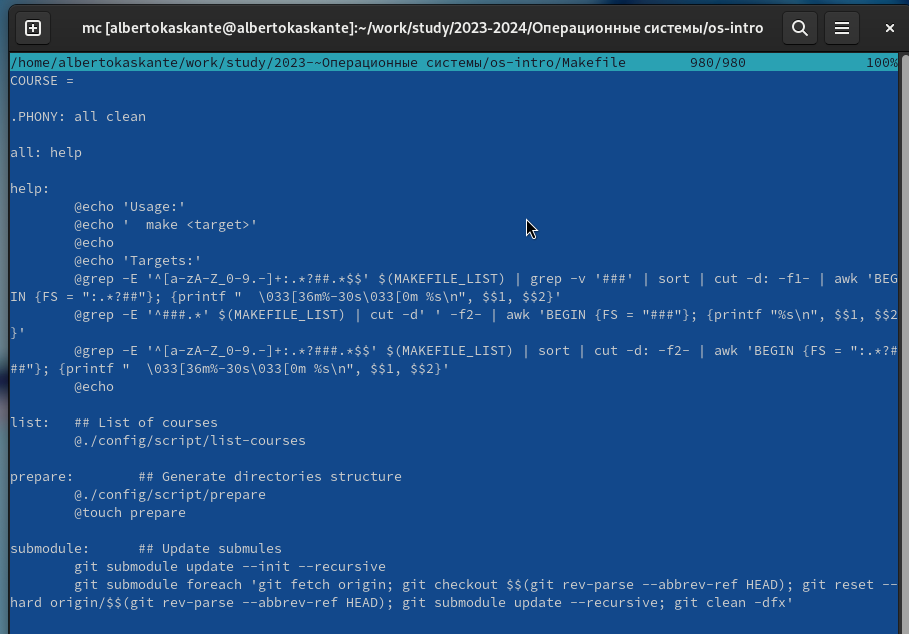 mc [albertokaskante@albertokaskante]:~/work/study/2023-2024/Операционные системы/os-intro
/home/albertokaskante/work/study/2023~~Операционные системы/os-intro/Makefile        980/980               100%
COURSE =
.PHONY: all clean
all: help
help:
        @echo 'Usage:'
        @echo '  make <target>'
        @echo
        @echo 'Targets:'
        @grep -E '^[a-zA-Z_0-9.-]+:.*?##.*$$' $(MAKEFILE_LIST) | grep -v '###' | sort | cut -d: -f1- | awk 'BEG
IN {FS = ":.*?##"}; {printf "  \033[36m%-30s\033[0m %s\n", $$1, $$2}'
        @grep -E '^###.*' $(MAKEFILE_LIST) | cut -d' ' -f2- | awk 'BEGIN {FS = "###"}; {printf "%s\n", $$1, $$2
}'
        @grep -E '^[a-zA-Z_0-9.-]+:.*?###.*$$' $(MAKEFILE_LIST) | sort | cut -d: -f2- | awk 'BEGIN {FS = ":.*?#
##"}; {printf "  \033[36m%-30s\033[0m %s\n", $$1, $$2}'
        @echo
list:   ## List of courses
        @./config/script/list-courses
prepare:        ## Generate directories structure
        @./config/script/prepare
        @touch prepare
submodule:      ## Update submules
        git submodule update --init --recursive
        git submodule foreach 'git fetch origin; git checkout $$(git rev-parse --abbrev-ref HEAD); git reset --
hard origin/$$(git rev-parse --abbrev-ref HEAD); git submodule update --recursive; git clean -dfx'